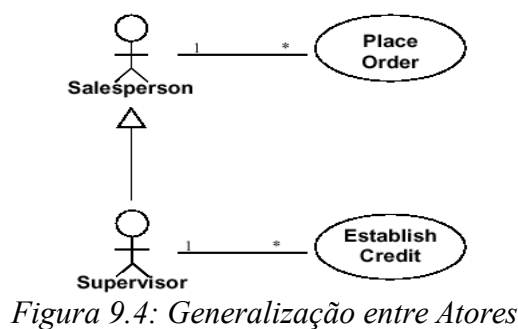 1 *
Place
Order
Salesperson
1 *
Establish
Credit
Supervisor
Figura 9.4: Generalização entre Atores